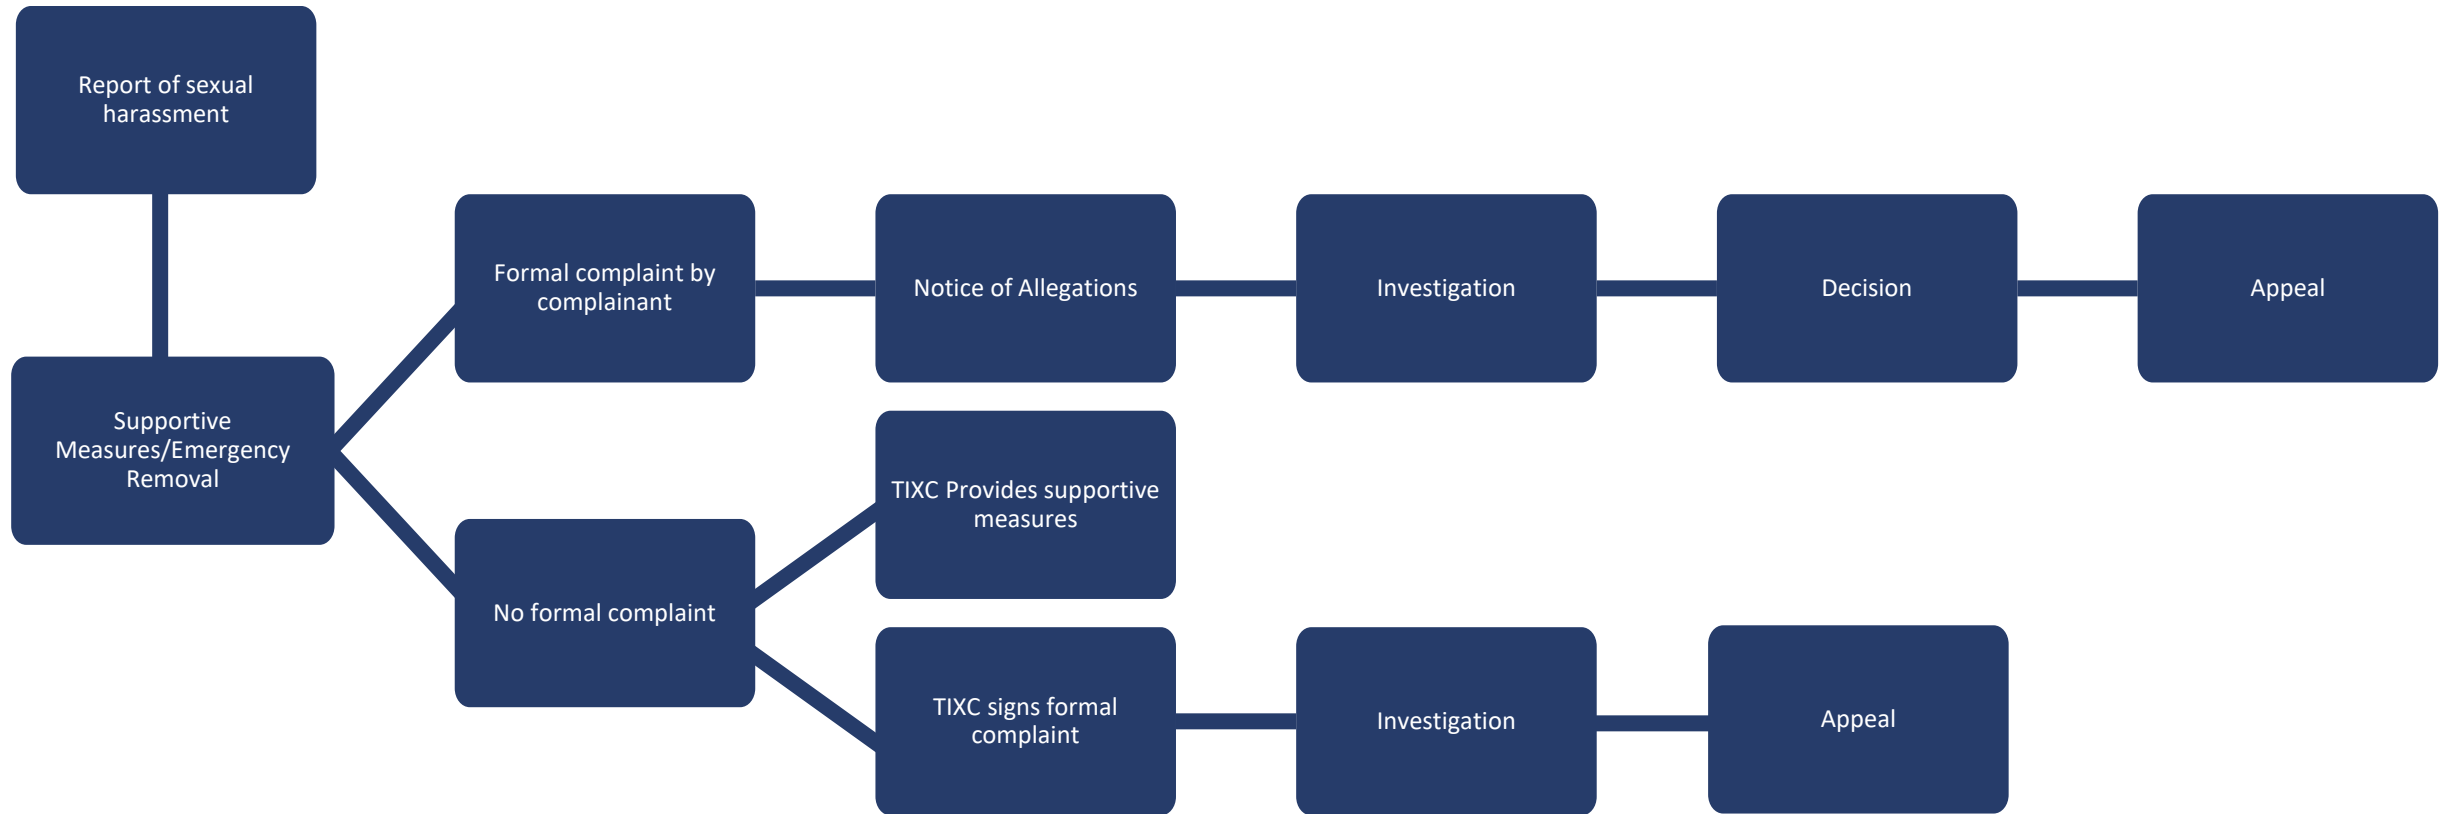 Report of sexual
harassment
Formal complaint by
complainant
Notice of Allegations
Investigation
Decision
Appeal
Supportive
Measures/Emergency
Removal
TIXC Provides supportive
measures
No formal complaint
TIXC signs formal
complaint
Investigation
Appeal